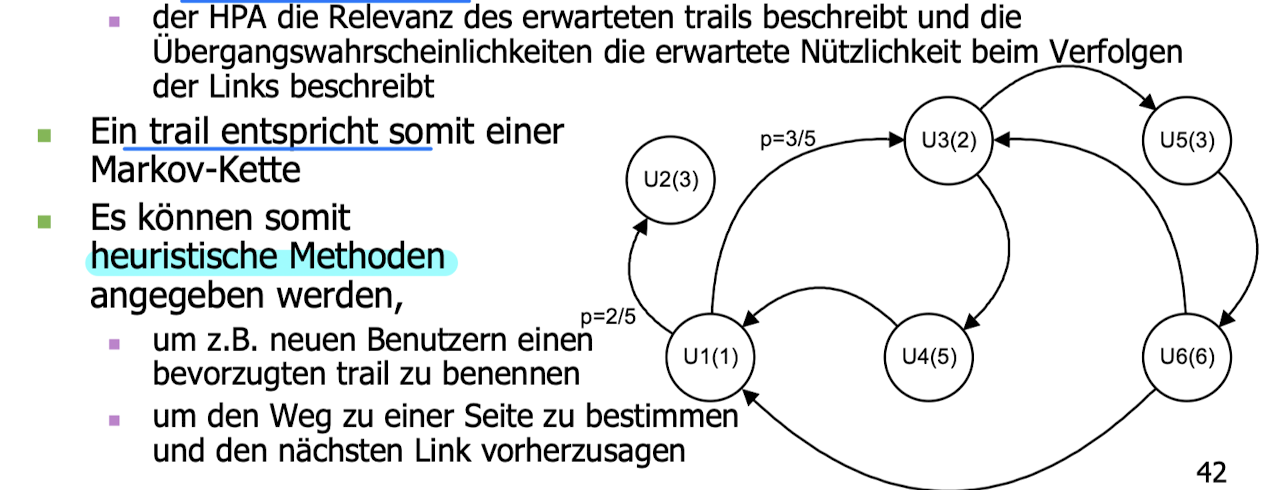 der HPA die Relevanz des erwarteten trails beschreibt und die
Übergangswahrscheinlichkeiten die erwartete Nützlichkeit beim Verfolgen
der Links beschreibt
Ein trail entspricht somit einer
Markov-Kette
Es können somit
heuristische Methoden
angegeben werden,
um z.B. neuen Benutzern einen
bevorzugten trail zu benennen
um den Weg zu einer Seite zu bestimmen
und den nächsten Link vorherzusagen
p=3/5
U3(2)
U5(3)
U2(3)
p=2/5
U1(1)
U4(5)
U6(6)
42